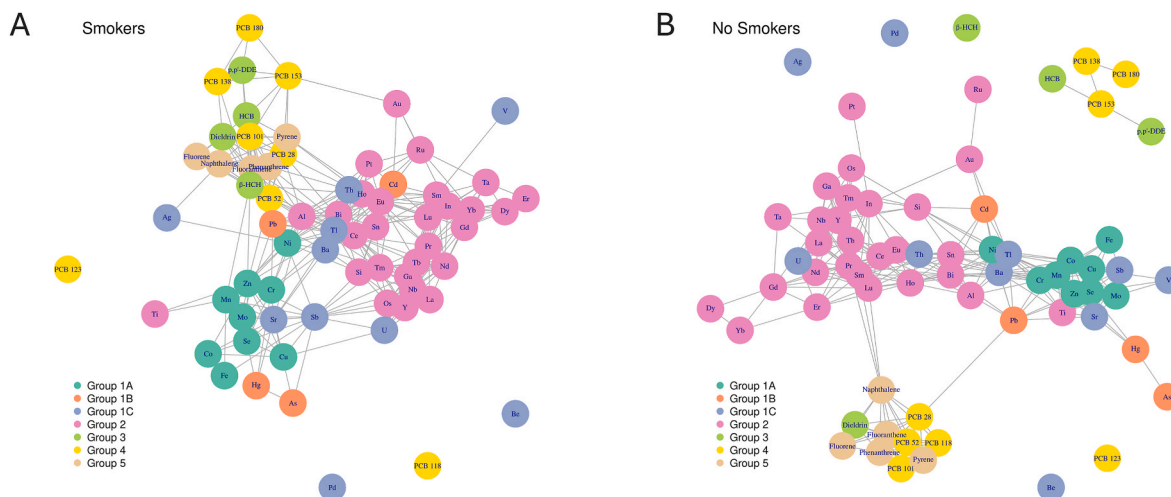 A
Smokers
PCB 180
p,p'-DDE
PCB 138
PCB 153
HCB
Au
V
Dieldrin
PCB 101
Pyrene
Fluorene
Naphthalene
PCB 28
Phenanthrene
Fluoranthene
β-HCH
PCB 52
Pt
Ru
Cd
Tb
Ho
Eu
Sm
In
Ta
Er
Yb
Dy
Gd
Lu
Ag
Pb
Al
Bi
Tl
Sn
Ce
Ni
Ba
Pr
Tb
Nd
PCB 123
Zn
Cr
Si
Tm
Ga
Nb
La
Mn
Os
Y
Ti
Mo
Sr
Sb
U
Se
Co
Cu
Fe
Hg
As
Be
PCB 118
Pd
Group 1A
Group 1B
Group 1C
Group 2
Group 3
Group 4
Group 5
B
No Smokers
Pd
β-HCH
Ag
PCB 138
PCB 180
HCB
PCB 153
p,p'-DDE
Pt
Ru
Au
Os
Ga
Tm
In
Si
Cd
Ta
Nb
Y
La
Tb
U
Nd
Pr
Sm
Ce
Eu
Th
Sn
Bi
Ni
Tl
Ba
Co
Fe
Mn
Cu
Sb
V
Cr
Zn
Se
Mo
Gd
Lu
Ho
Al
Ti
Sr
Er
Dy
Yb
Pb
Hg
As
Naphthalene
Dieldrin
PCB 28
Fluoranthene
PCB 52
PCB 118
Fluorene
Phenanthrene
Pyrene
PCB 101
PCB 123
Be
Group 1A
Group 1B
Group 1C
Group 2
Group 3
Group 4
Group 5